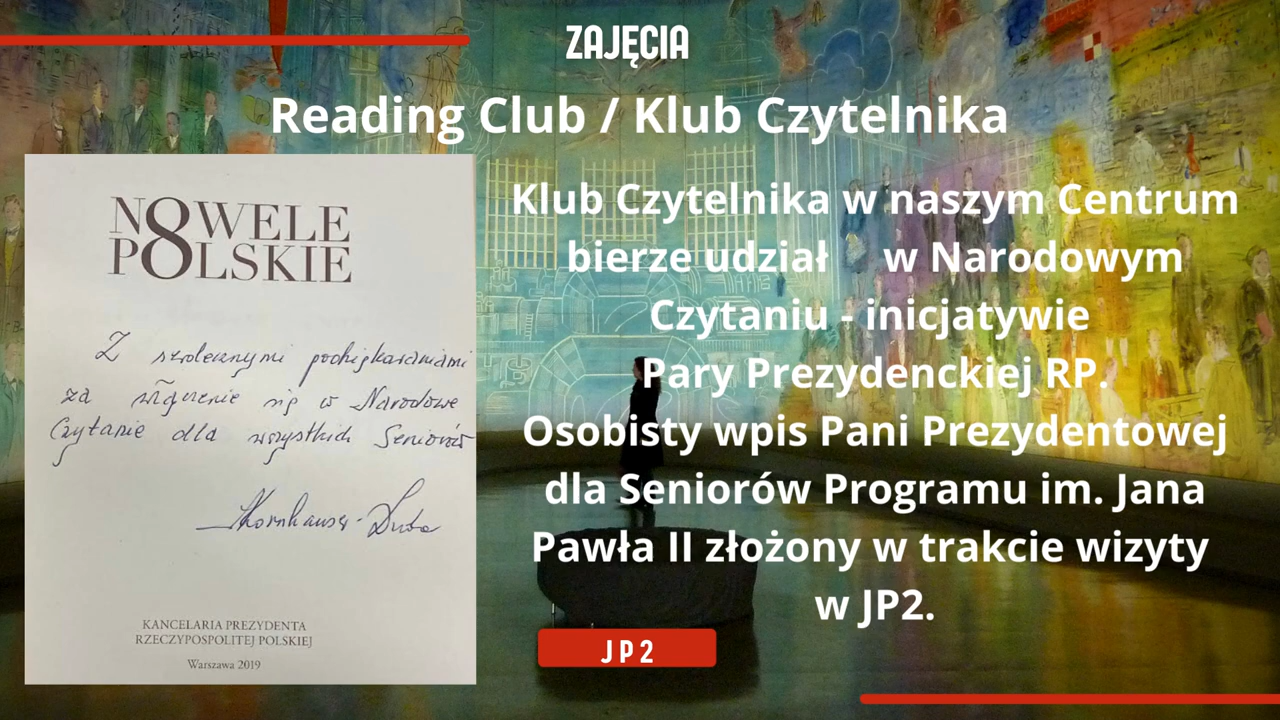 ZAJĘCIA
Reading Club / Klub Czytelnika
N8WELE
POLSKIE
Z serdecznymi podziękowaniami
za włączenie się w Narodowe
Czytanie dla wszystkich Seniorów
Kornhauser-Duda
KANCELARIA PREZYDENTA
RZECZYPOSPOLITEJ POLSKIEJ
Warszawa 2019
Klub Czytelnika w naszym Centrum
bierze udział w Narodowym
Czytaniu - inicjatywie
Pary Prezydenckiej RP.
Osobisty wpis Pani Prezydentowej
dla Seniorów Programu im. Jana
Pawła II złożony w trakcie wizyty
w JP2.
JP2